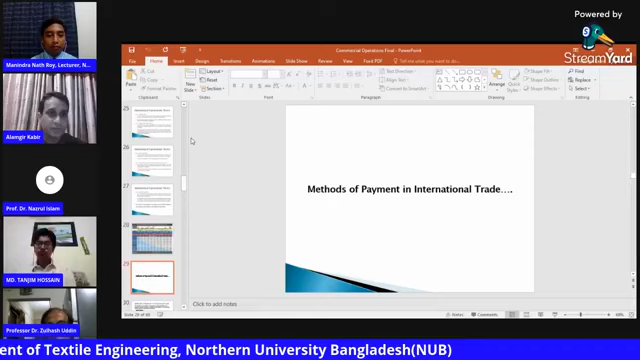 Powered by
StreamYard
Manindra Nath Roy, Lecturer, N...
Alamgir Kabir
Prof. Dr. Nazrul Islam
MD. TANJIM HOSSAIN
Professor Dr. Zulhash Uddin
Commercial Operations Final - PowerPoint
File
Home
Insert
Design
Transitions
Animations
Slide Show
Review
View
Foxit PDF
Tell me what you want to do...
Paste
Cut
Copy
Format Painter
Clipboard
New Slide
Layout
Reset
Section
Slides
Font
Paragraph
Text Direction
Align Text
Convert to SmartArt
Arrange
Quick Styles
Drawing
Shape Fill
Shape Outline
Shape Effects
Find
Replace
Select
Editing
25
26
27
28
29
30
Methods of Payment in International Trade....
Click to add notes
Notes
Comments
ent of Textile Engineering, Northern University Bangladesh(NUB)